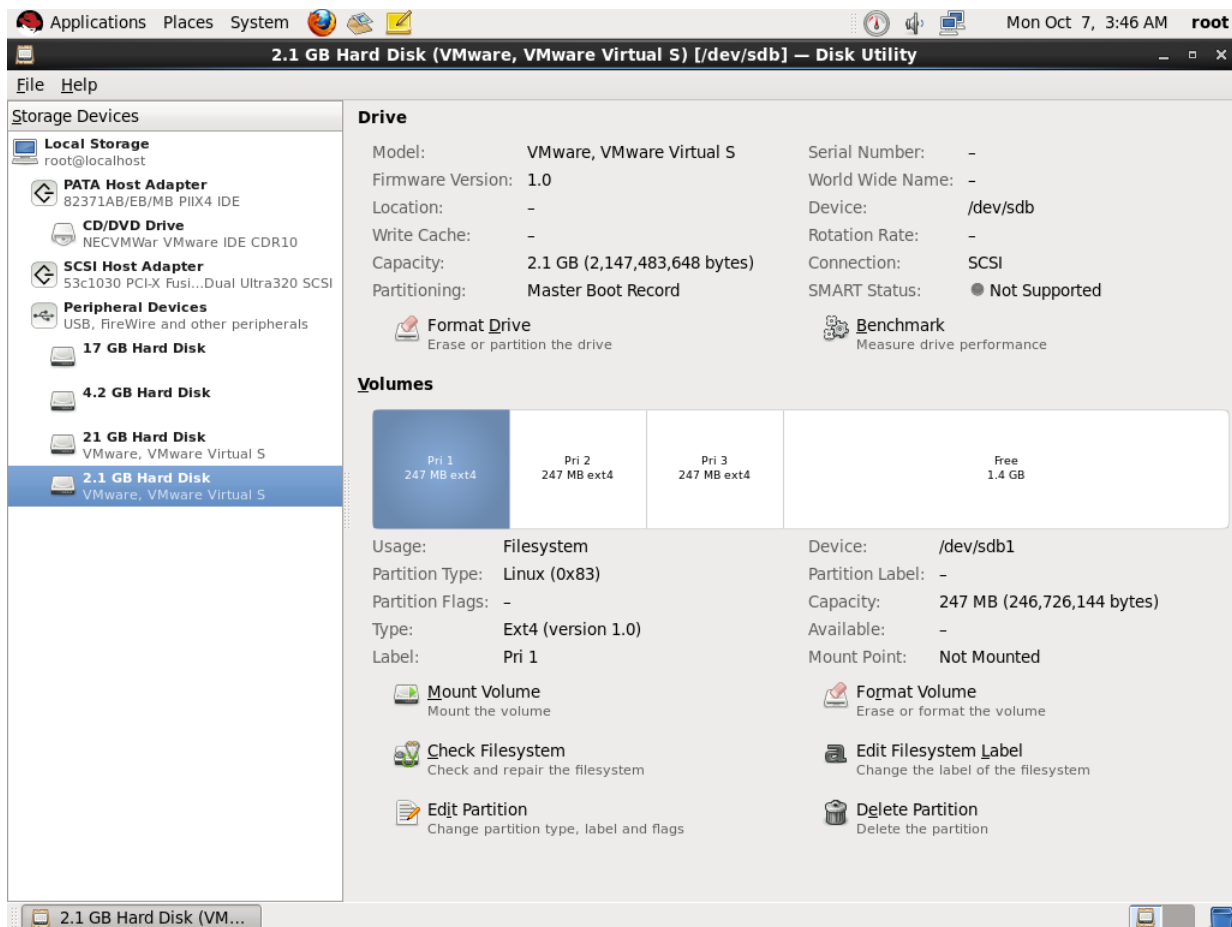 Applications Places System Mon Oct 7, 3:46 AM root
2.1 GB Hard Disk (VMware, VMware Virtual S) [/dev/sdb] — Disk Utility
File Help
Storage Devices
Local Storage
root@localhost
PATA Host Adapter
82371AB/EB/MB PIIX4 IDE
CD/DVD Drive
NECVMWar VMware IDE CDR10
SCSI Host Adapter
53c1030 PCI-X Fusi...Dual Ultra320 SCSI
Peripheral Devices
USB, FireWire and other peripherals
17 GB Hard Disk
4.2 GB Hard Disk
21 GB Hard Disk
VMware, VMware Virtual S
2.1 GB Hard Disk
VMware, VMware Virtual S
Drive
Model: VMware, VMware Virtual S Serial Number: –
Firmware Version: 1.0 World Wide Name: –
Location: – Device: /dev/sdb
Write Cache: – Rotation Rate: –
Capacity: 2.1 GB (2,147,483,648 bytes) Connection: SCSI
Partitioning: Master Boot Record SMART Status: Not Supported
Format Drive Benchmark
Erase or partition the drive Measure drive performance
Volumes
Pri 1 Pri 2 Pri 3 Free
247 MB ext4 247 MB ext4 247 MB ext4 1.4 GB
Usage: Filesystem Device: /dev/sdb1
Partition Type: Linux (0x83) Partition Label: –
Partition Flags: – Capacity: 247 MB (246,726,144 bytes)
Type: Ext4 (version 1.0) Available: –
Label: Pri 1 Mount Point: Not Mounted
Mount Volume Format Volume
Mount the volume Erase or format the volume
Check Filesystem Edit Filesystem Label
Check and repair the filesystem Change the label of the filesystem
Edit Partition Delete Partition
Change partition type, label and flags Delete the partition
2.1 GB Hard Disk (VM...